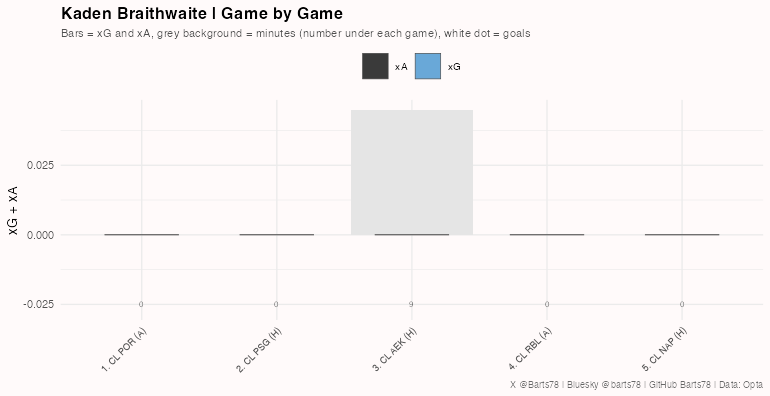 Kaden Braithwaite | Game by Game
Bars = xG and xA, grey background = minutes (number under each game), white dot = goals
xA
xG
xG + xA
0.025
0.000
-0.025
0
0
9
0
0
1. CL POR (A)
2. CL PSG (H)
3. CL AEK (H)
4. CL RBL (A)
5. CL NAP (H)
X @Barts78 | Bluesky @barts78 | GitHub Barts78 | Data: Opta